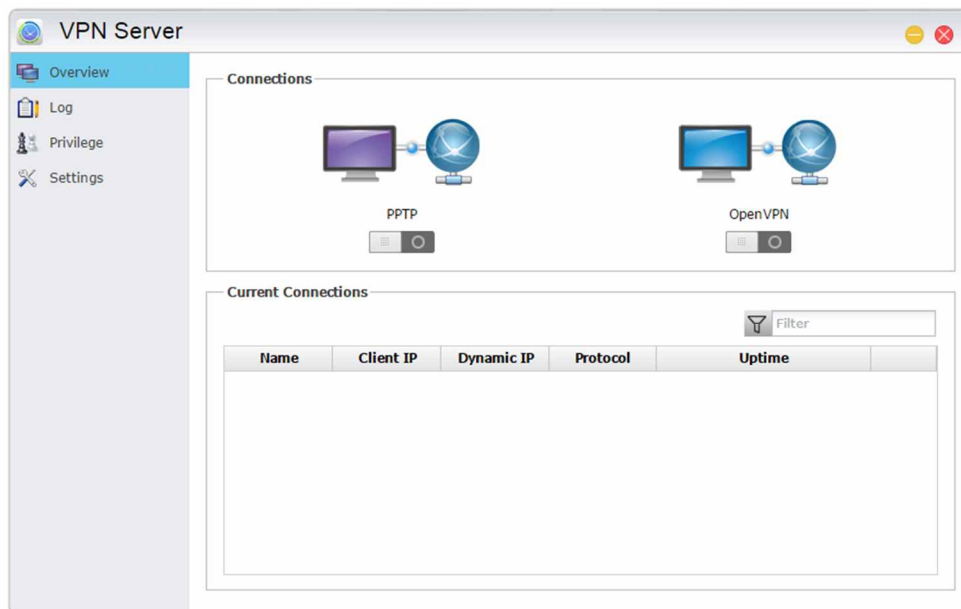 VPN Server
Overview
Log
Privilege
Settings
Connections
PPTP
OpenVPN
Current Connections
Filter
Name Client IP Dynamic IP Protocol Uptime